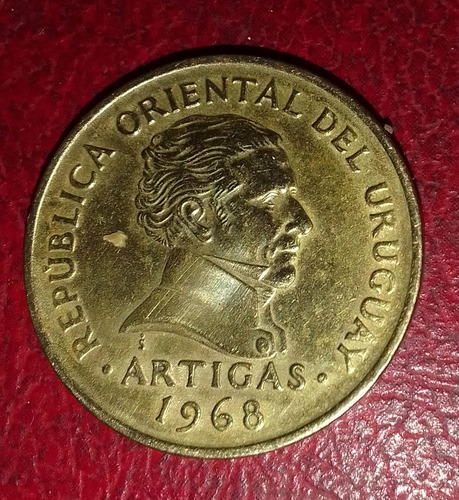 REPÚBLICA ORIENTAL DEL URUGUAY
· ARTIGAS ·
1968